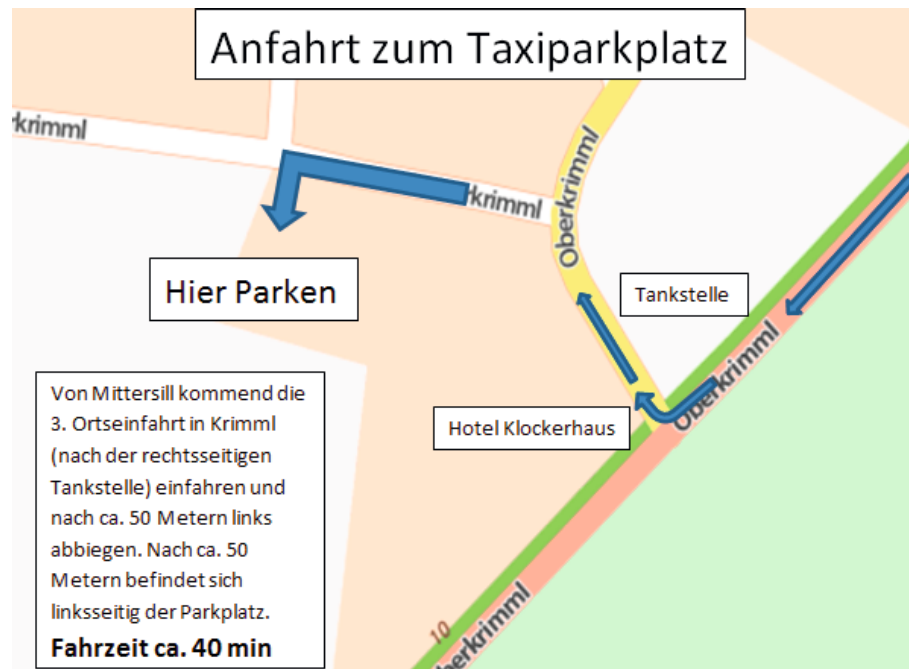 Anfahrt zum Taxiparkplatz
rkrimml
rkrimml
Oberkrimml
Hier Parken
Tankstelle
Oberkrimml
Hotel Klockerhaus
Von Mittersill kommend die
3. Ortseinfahrt in Krimml
(nach der rechtsseitigen
Tankstelle) einfahren und
nach ca. 50 Metern links
abbiegen. Nach ca. 50
Metern befindet sich
linksseitig der Parkplatz.
Fahrzeit ca. 40 min
10
Oberkrimml